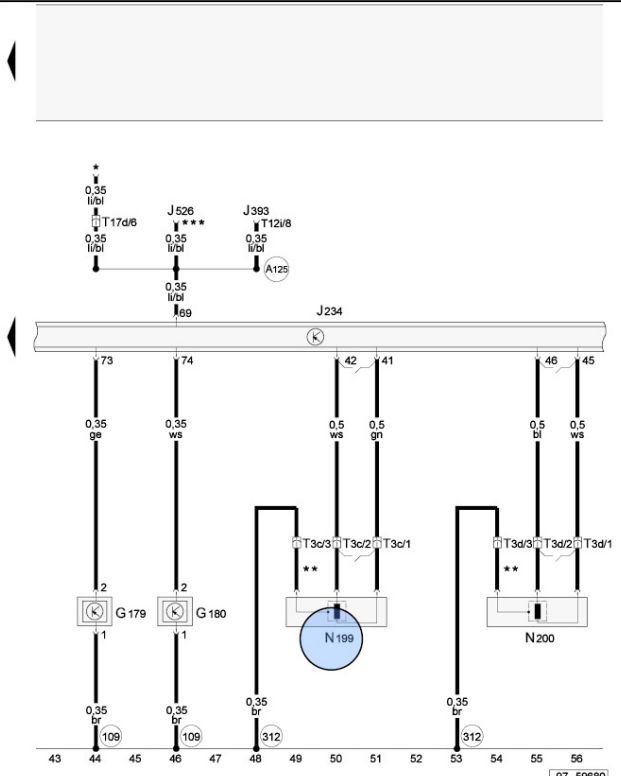 *
0,35
li/bl
T17d/6
J526
***
J393
T12i/8
0,35
li/bl
0,35
li/bl
0,35
li/bl
A125
0,35
li/bl
69
J234
73
74
42
41
46
45
0,35
ge
0,35
ws
0,5
ws
0,5
gn
0,5
bl
0,5
ws
T3c/3
T3c/2
T3c/1
T3d/3
T3d/2
T3d/1
**
**
2
2
G179
G180
N199
N200
1
1
0,35
br
0,35
br
0,35
br
0,35
br
109
109
312
312
43 44 45 46 47 48 49 50 51 52 53 54 55 56
97-59680